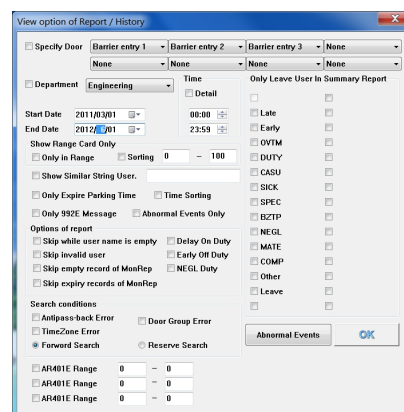 View option of Report / History
Specify Door Barrier entry 1 Barrier entry 2 Barrier entry 3 None
None None None None
Department Engineering
Time
Detail
Only Leave User In Summary Report
Start Date 2011/03/01 00:00
End Date 2012/ 6/01 23:59
Late
Early
OVTM
DUTY
CASU
SICK
SPEC
BZTP
NEGL
MATE
COMP
Other
Leave
Show Range Card Only
Only in Range Sorting 0 – 100
Show Similar String User.
Only Expire Parking Time Time Sorting
Only 992E Message Abnormal Events Only
Options of report
Skip while user name is empty Delay On Duty
Skip invalid user Early Off Duty
Skip empty record of MonRep NEGL Duty
Skip expiry records of MonRep
Search conditions
Antipass-back Error Door Group Error
TimeZone Error
Forword Search Reserve Search
Abnormal Events OK
AR401E Range 0 – 0
AR401E Range 0 – 0
AR401E Range 0 – 0